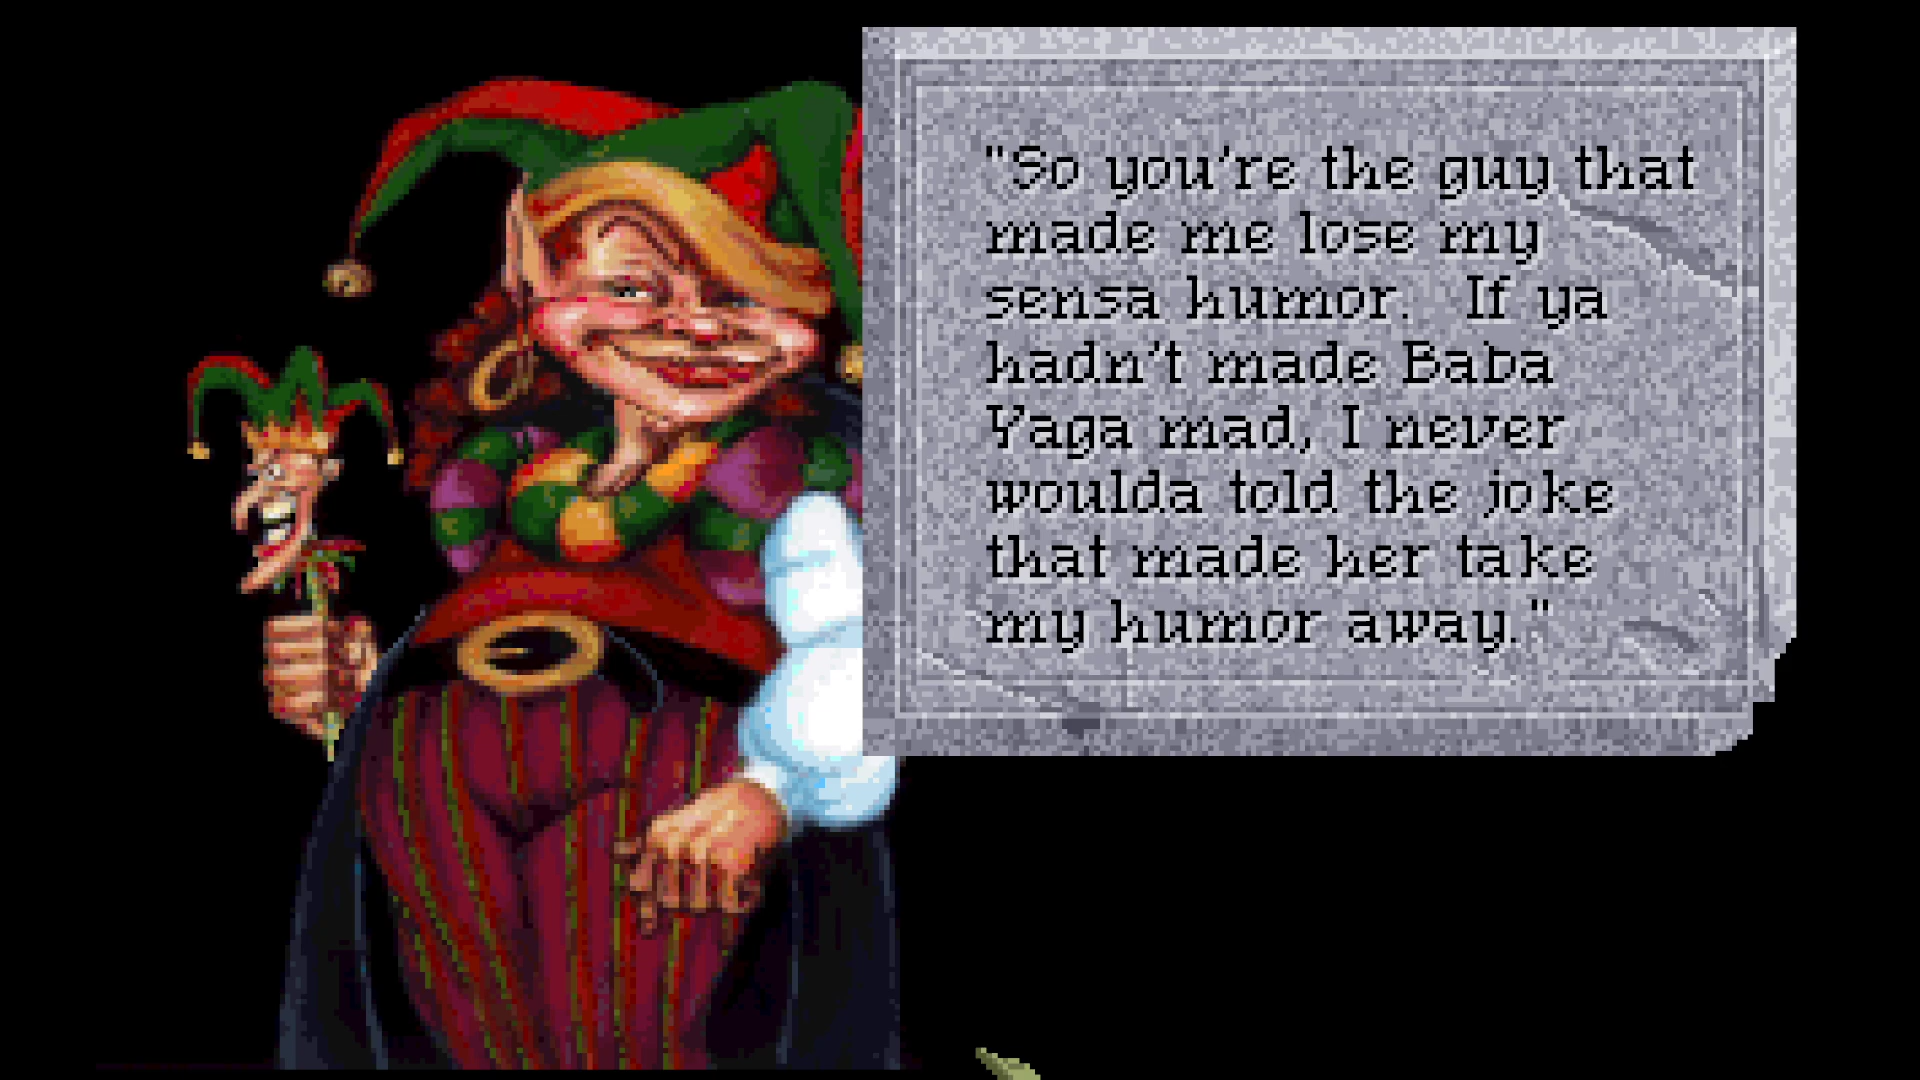 "So you're the guy that
made me lose my
sensa humor.  If ya
hadn't made Baba
Yaga mad, I never
woulda told the joke
that made her take
my humor away."